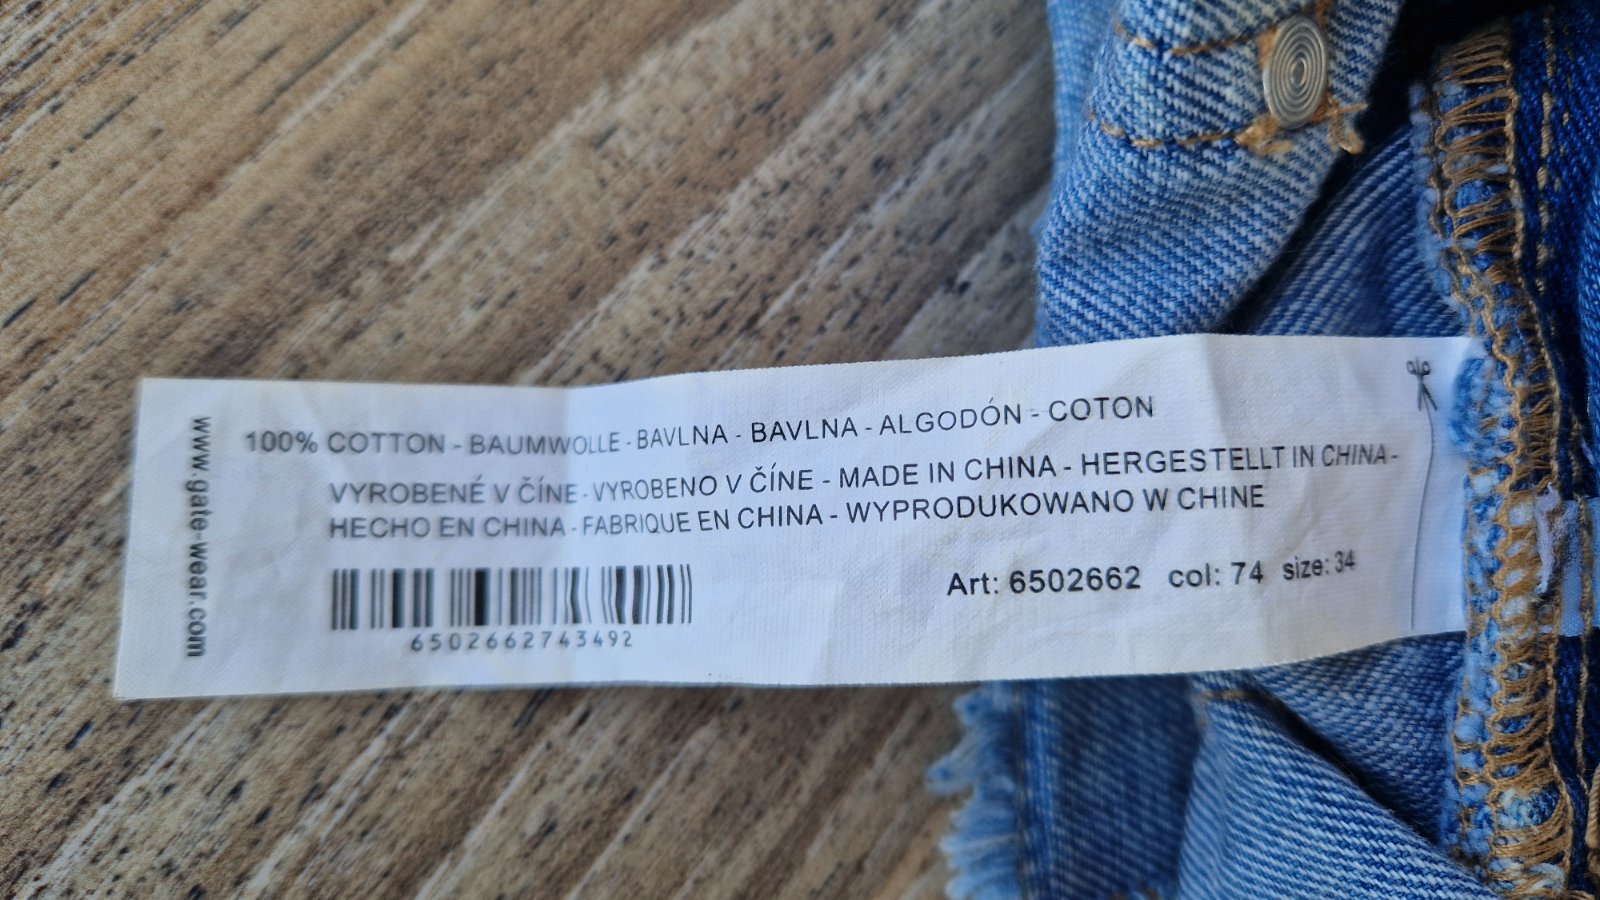 www.gate-wear.com
100% COTTON - BAUMWOLLE - BAVLNA - BAVLNA - ALGODÓN - COTON
VYROBENÉ V ČÍNE - VYROBENO V ČÍNE - MADE IN CHINA - HERGESTELLT IN CHINA -
HECHO EN CHINA - FABRIQUE EN CHINA - WYPRODUKOWANO W CHINE
Art: 6502662 col: 74 size: 34
6502662743492